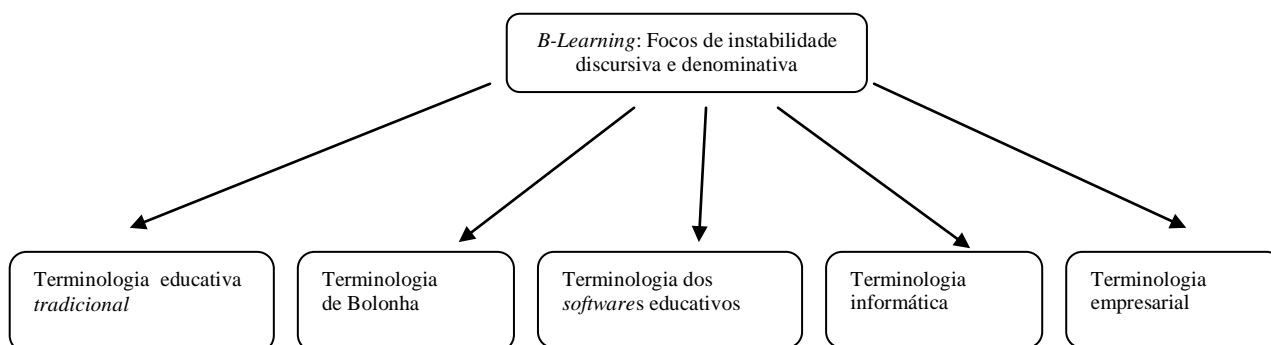 B-Learning: Focos de instabilidade
discursiva e denominativa
Terminologia educativa
tradicional
Terminologia
de Bolonha
Terminologia dos
softwares educativos
Terminologia
informática
Terminologia
empresarial